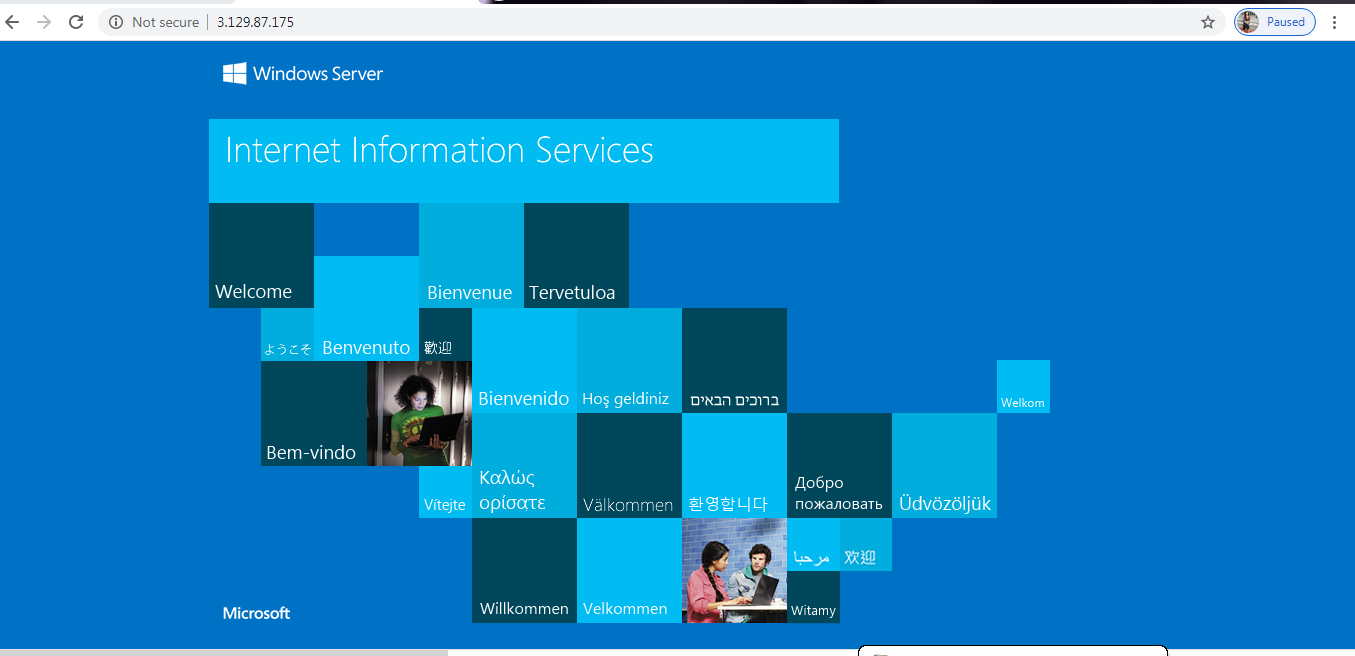 Not secure
3.129.87.175
Paused
Windows Server
Internet Information Services
Welcome
Bienvenue
Tervetuloa
ようこそ
Benvenuto
歡迎
Bienvenido
Hoş geldiniz
ברוכים הבאים
Welkom
Bem-vindo
Vítejte
Καλώς
ορίσατε
Välkommen
환영합니다
Добро
пожаловать
Üdvözöljük
Willkommen
Velkommen
مرحبا
欢迎
Witamy
Microsoft